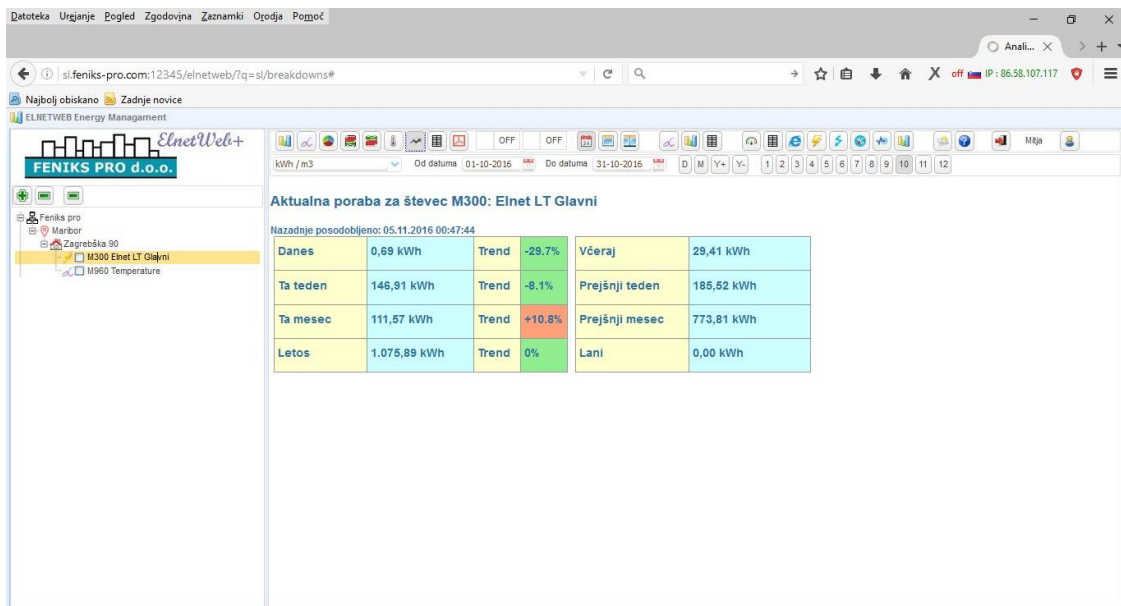 Datoteka Urejanje Pogled Zgodovina Zaznamki Orodja Pomoč
Anali...
sl.feniks-pro.com:12345/elnetweb/?q=sl/breakdowns#
off IP : 86.58.107.117
Najbolj obiskano Zadnje novice
ELNETWEB Energy Managament
ElnetWeb+
FENIKS PRO d.o.o.
OFF OFF Mitja
kWh / m3 Od datuma 01-10-2016 Do datuma 31-10-2016 D M Y+ Y- 1 2 3 4 5 6 7 8 9 10 11 12
Feniks pro
Maribor
Zagrebška 90
M300 Elnet LT Glavni
M960 Temperature
Aktualna poraba za števec M300: Elnet LT Glavni
Nazadnje posodobljeno: 05.11.2016 00:47:44
Danes 0,69 kWh Trend -29.7% Včeraj 29,41 kWh
Ta teden 146,91 kWh Trend -8.1% Prejšnji teden 185,52 kWh
Ta mesec 111,57 kWh Trend +10.8% Prejšnji mesec 773,81 kWh
Letos 1.075,89 kWh Trend 0% Lani 0,00 kWh